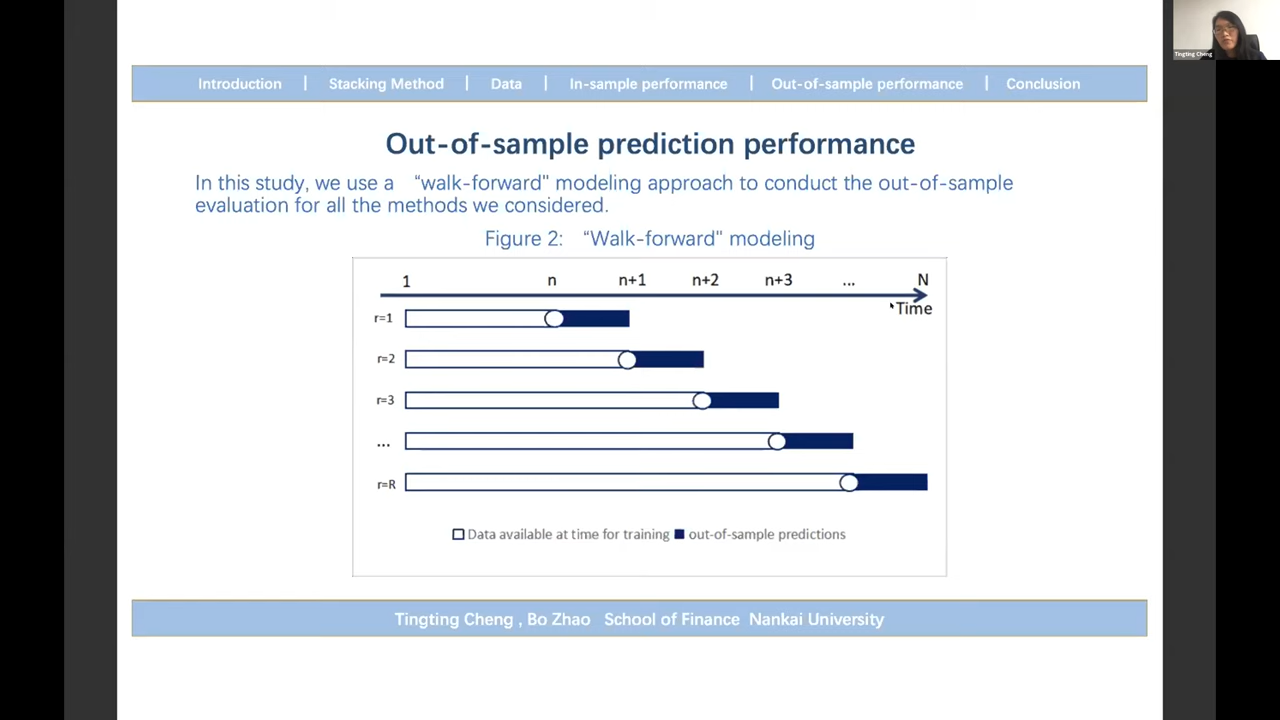 Tingting Cheng
Introduction | Stacking Method | Data | In-sample performance | Out-of-sample performance | Conclusion
Out-of-sample prediction performance
In this study, we use a “walk-forward" modeling approach to conduct the out-of-sample
evaluation for all the methods we considered.
Figure 2: “Walk-forward" modeling
1 n n+1 n+2 n+3 ... N
Time
r=1
r=2
r=3
...
r=R
Data available at time for training out-of-sample predictions
Tingting Cheng , Bo Zhao School of Finance Nankai University